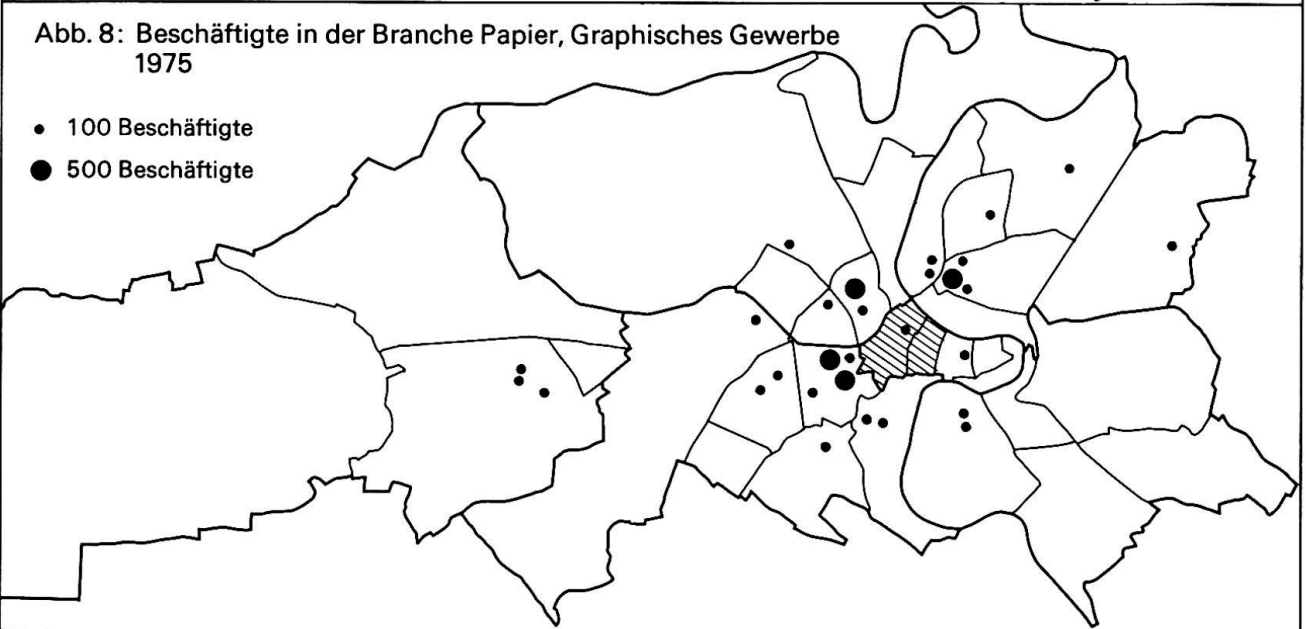 Abb. 8: Beschäftigte in der Branche Papier, Graphisches Gewerbe
1975
100 Beschäftigte
500 Beschäftigte